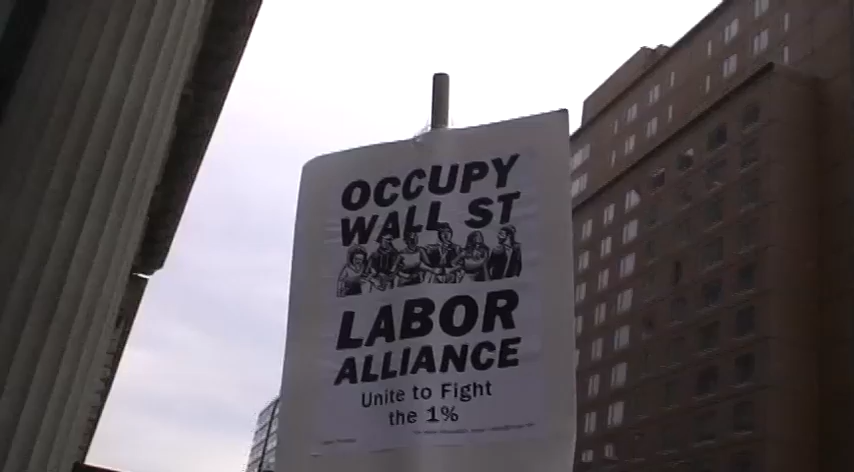 OCCUPY
WALL ST
LABOR
ALLIANCE
Unite to Fight
the 1%